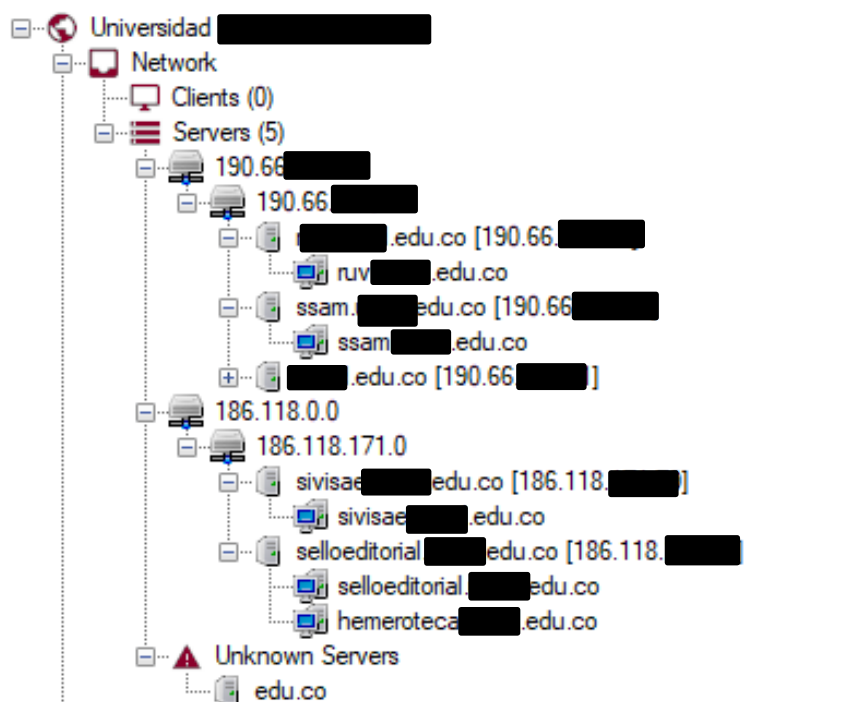 Universidad
Network
Clients (0)
Servers (5)
190.66
190.66.
.edu.co [190.66.
ruv .edu.co
ssam. edu.co [190.66
ssam .edu.co
.edu.co [190.66 ]
186.118.0.0
186.118.171.0
sivisae edu.co [186.118. ]
sivisae .edu.co
selloeditorial edu.co [186.118.
selloeditorial. edu.co
hemeroteca .edu.co
Unknown Servers
edu.co